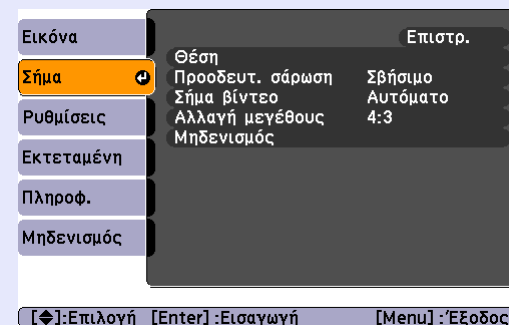 Εικόνα
Σήμα
Ρυθμίσεις
Εκτεταμένη
Πληροφ.
Μηδενισμός
Επιστρ.
Θέση
Προοδευτ. σάρωση Σβήσιμο
Σήμα βίντεο Αυτόματο
Αλλαγή μεγέθους 4:3
Μηδενισμός
[]:Επιλογή [Enter] :Εισαγωγή [Menu] :Έξοδος